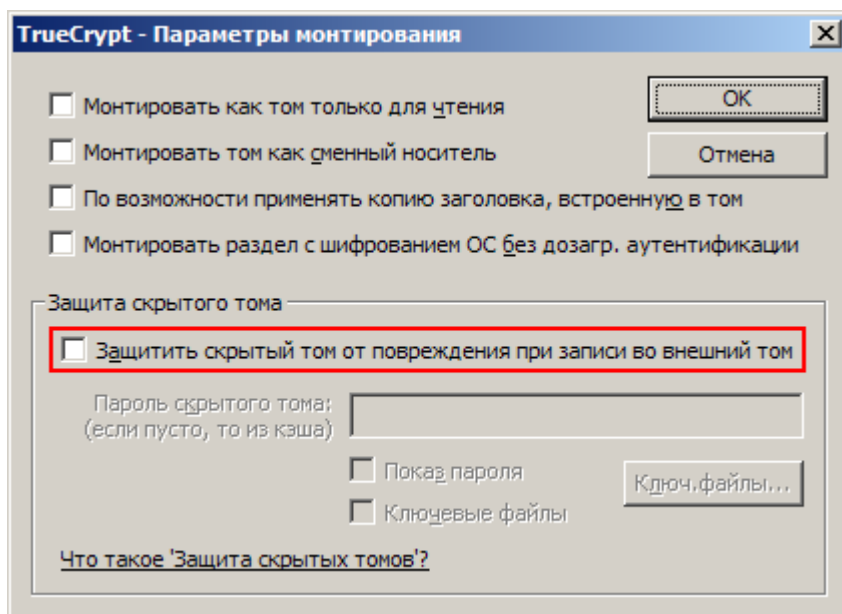 TrueCrypt - Параметры монтирования
Монтировать как том только для чтения
OK
Монтировать том как сменный носитель
Отмена
По возможности применять копию заголовка, встроенную в том
Монтировать раздел с шифрованием ОС без дозагр. аутентификации
Защита скрытого тома
Защитить скрытый том от повреждения при записи во внешний том
Пароль скрытого тома:
(если пусто, то из кэша)
Показ пароля
Ключ.файлы...
Ключевые файлы
Что такое 'Защита скрытых томов'?